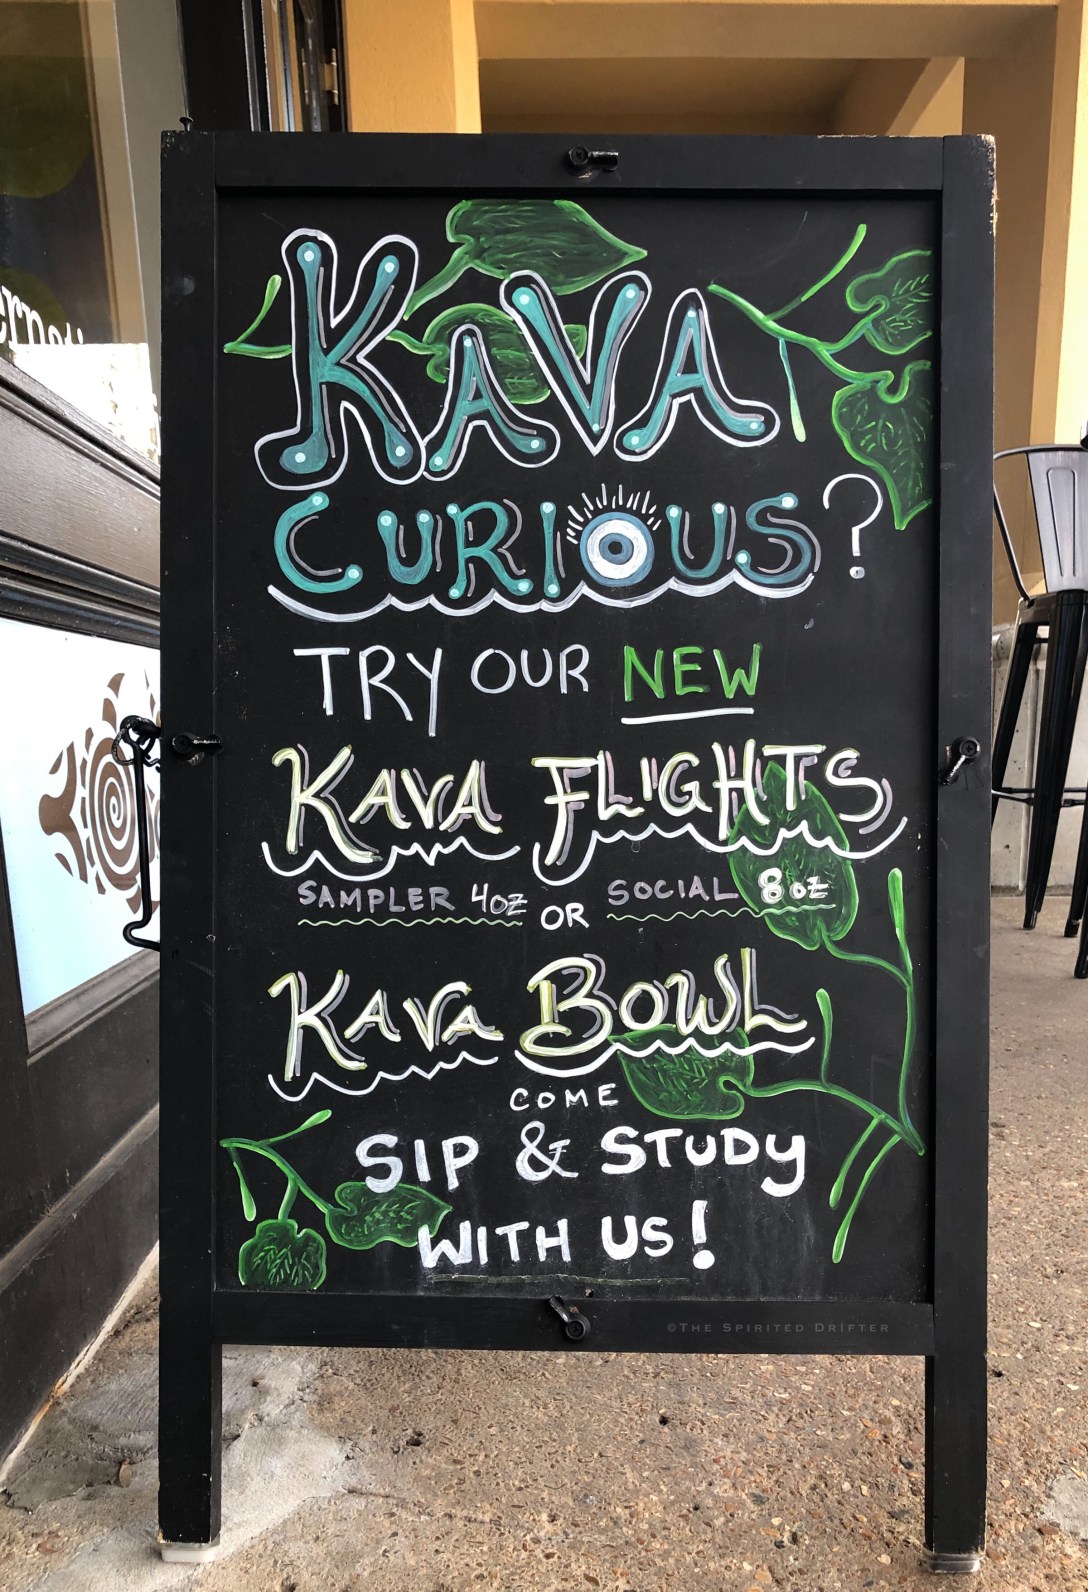 KAVA
CURIOUS?
TRY OUR NEW
KAVA FLIGHTS
SAMPLER 4oz OR SOCIAL 8oz
KAVA BOWL
COME
SIP & STUDY
WITH US!
©THE SPIRITED DRIFTER